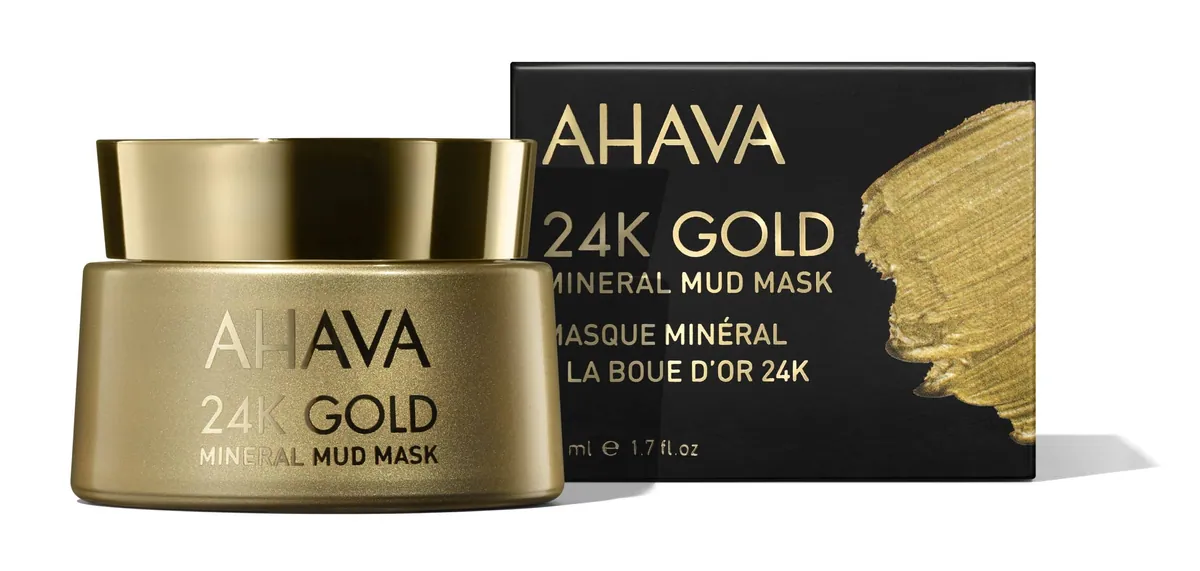 AHAVA
24K GOLD
MINERAL MUD MASK
AHAVA
24K GOLD
MINERAL MUD MASK
MASQUE MINÉRAL
LA BOUE D'OR 24K
ml e 1.7 fl.oz